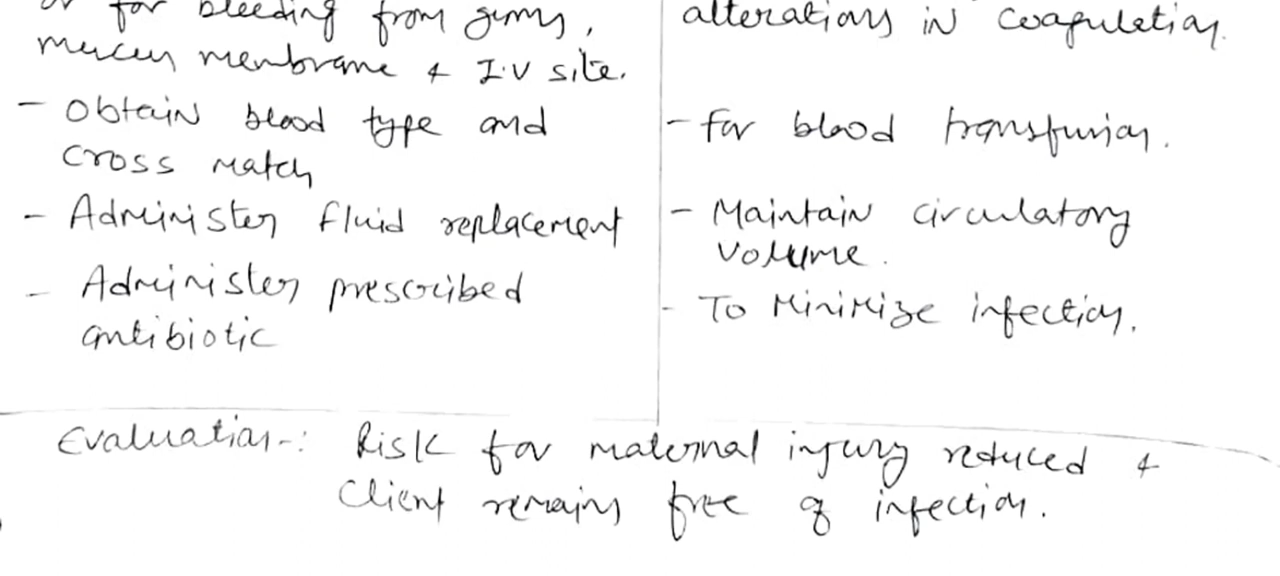 or for bleeding from gums,
mucus membrane & I.V site.
- Obtain blood type and
cross match
- Administer fluid replacement
- Administer prescribed
antibiotic
alterations in coagulation.
- For blood transfusion.
- Maintain circulatory
volume.
- To Minimize infection.
Evaluation-: Risk for maternal injury reduced &
Client remains free of infection.